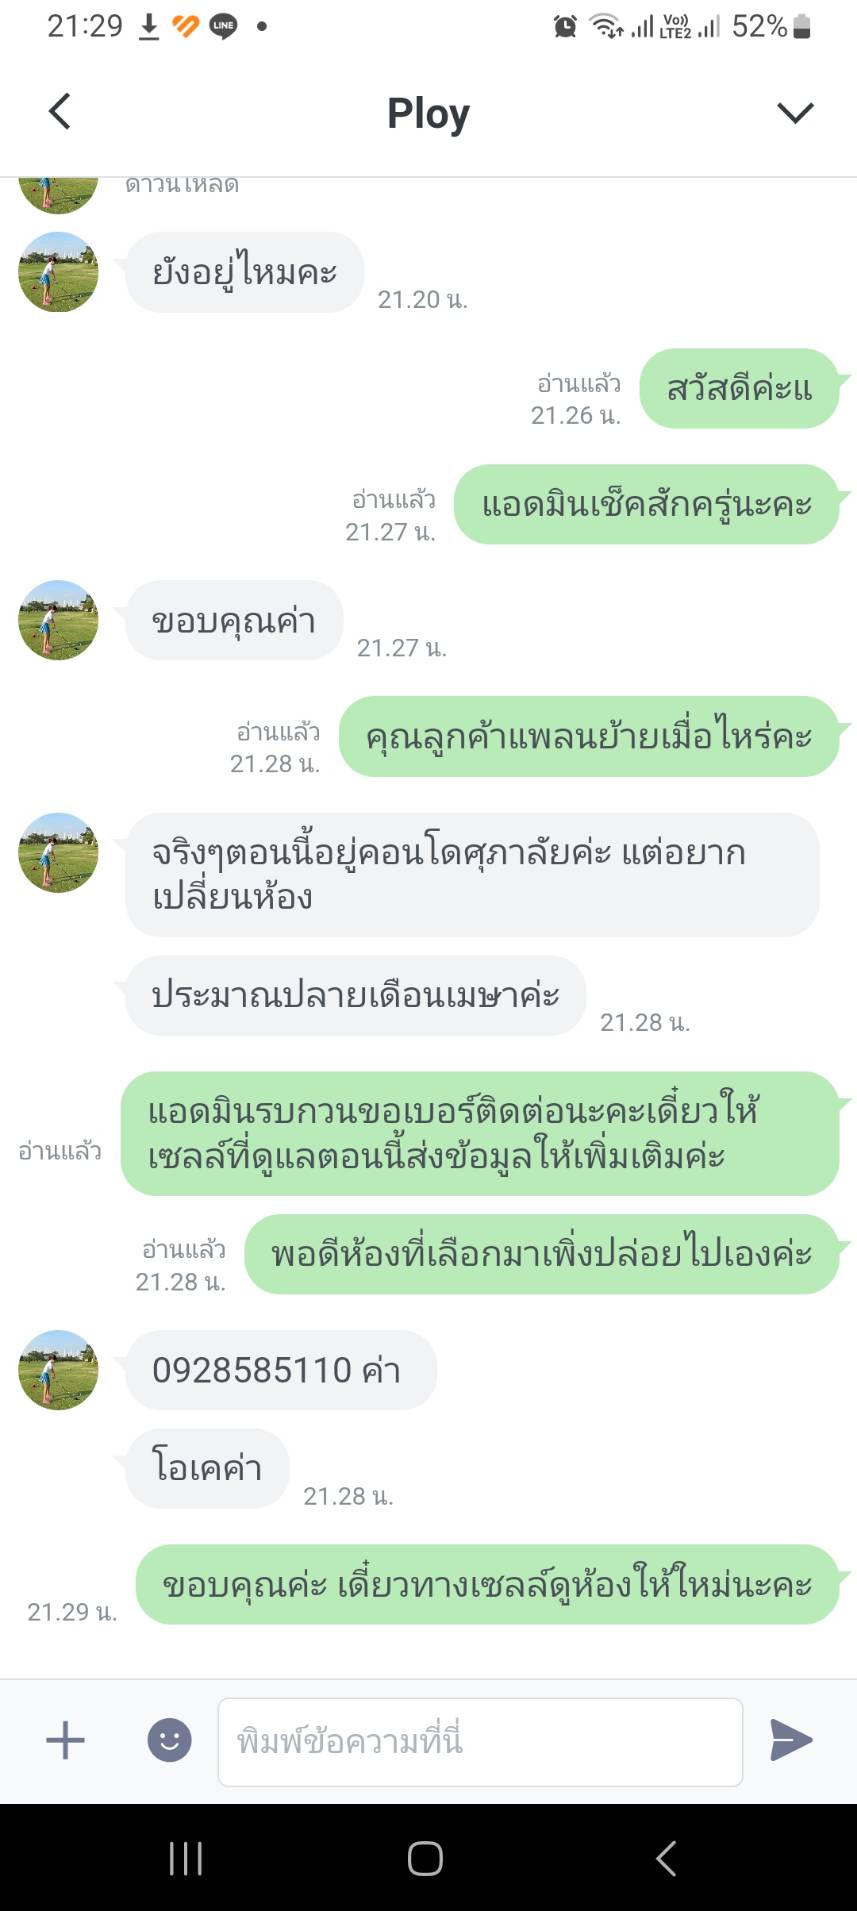 21:29
LINE
Vo))
LTE2
52%
Ploy
ดาวน์โหลด
ยังอยู่ไหมคะ
21.20 น.
สวัสดีค่ะแ
อ่านแล้ว
21.26 น.
แอดมินเช็คสักครู่นะคะ
อ่านแล้ว
21.27 น.
ขอบคุณค่า
21.27 น.
คุณลูกค้าแพลนย้ายเมื่อไหร่คะ
อ่านแล้ว
21.28 น.
จริงๆตอนนี้อยู่คอนโดศุภาลัยค่ะ แต่อยาก
เปลี่ยนห้อง
ประมาณปลายเดือนเมษาค่ะ
21.28 น.
แอดมินรบกวนขอเบอร์ติดต่อนะคะเดี๋ยวให้
เซลล์ที่ดูแลตอนนี้ส่งข้อมูลให้เพิ่มเติมค่ะ
อ่านแล้ว
พอดีห้องที่เลือกมาเพิ่งปล่อยไปเองค่ะ
อ่านแล้ว
21.28 น.
0928585110 ค่า
โอเคค่า
21.28 น.
ขอบคุณค่ะ เดี๋ยวทางเซลล์ดูห้องให้ใหม่นะคะ
21.29 น.
พิมพ์ข้อความที่นี่